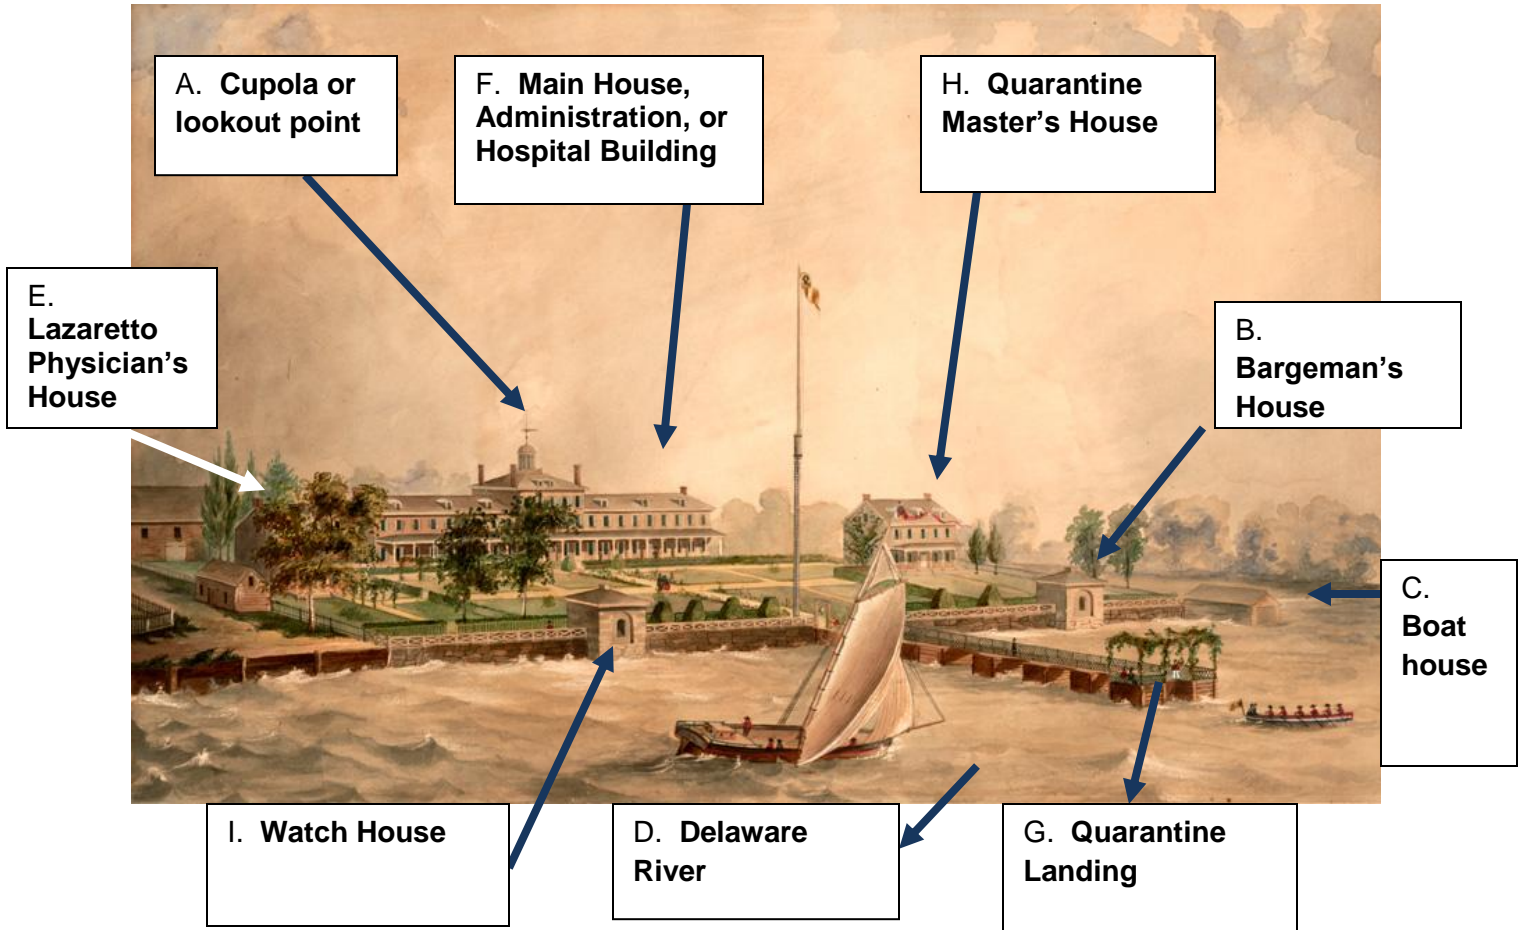 A. Cupola or
lookout point
F. Main House,
Administration, or
Hospital Building
H. Quarantine
Master’s House
E.
Lazaretto
Physician’s
House
B.
Bargeman’s
House
C.
Boat
house
I. Watch House
D. Delaware
River
G. Quarantine
Landing